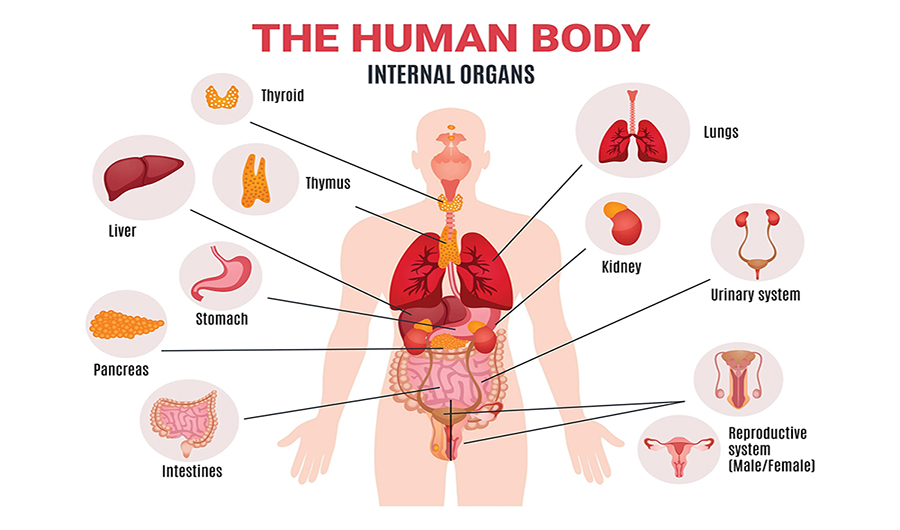 THE HUMAN BODY
INTERNAL ORGANS
Thyroid
Lungs
Thymus
Liver
Kidney
Stomach
Urinary system
Pancreas
Intestines
Reproductive
system
(Male/Female)